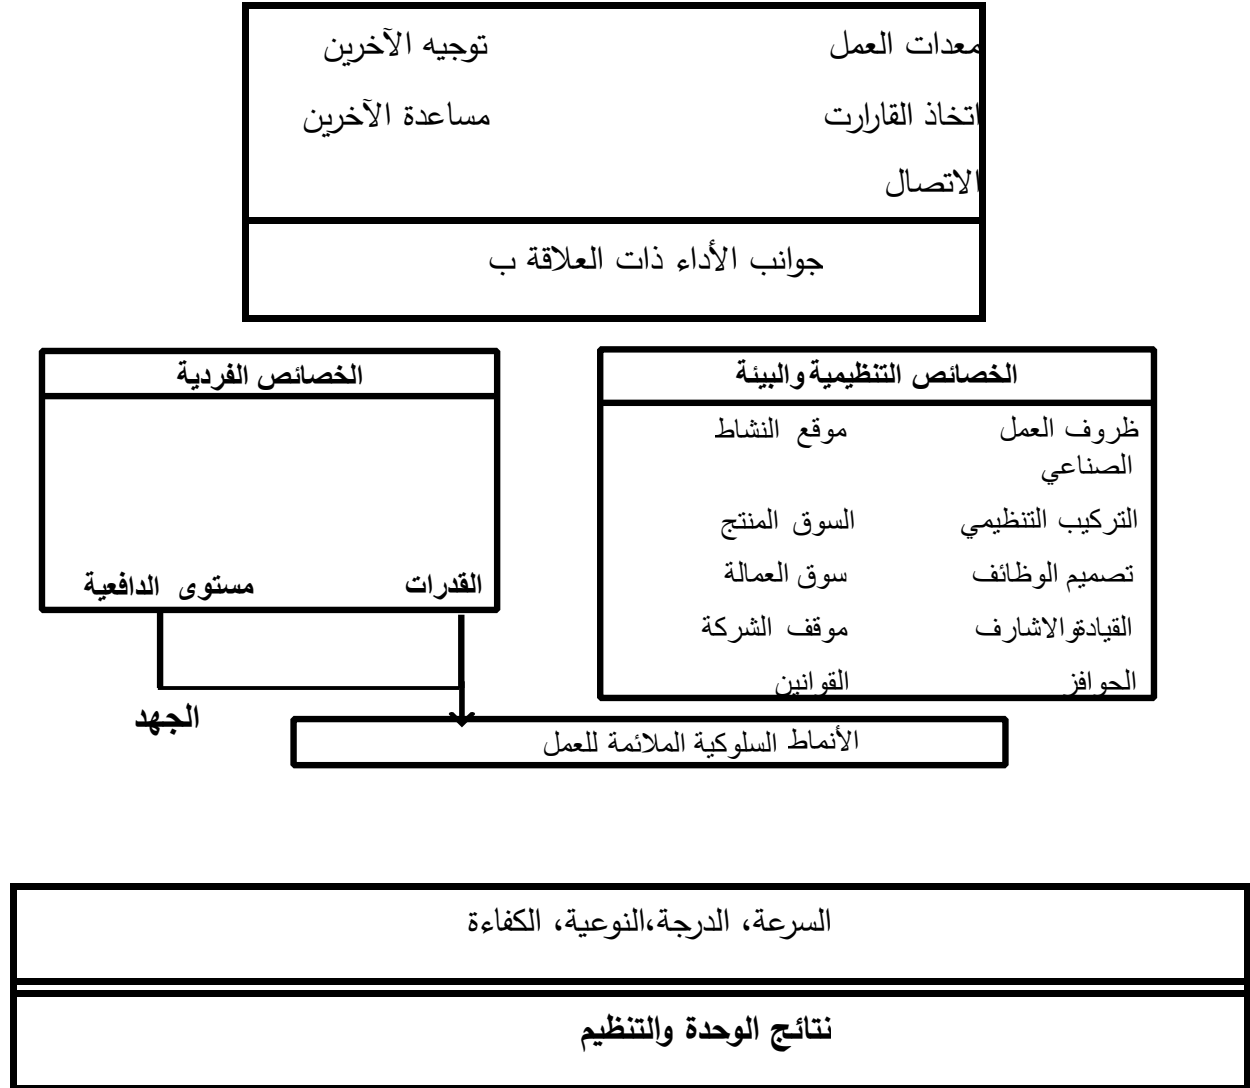 معدات العمل توجيه الآخرين
اتخاذ القارارت مساعدة الآخرين
الاتصال
جوانب الأداء ذات العلاقة ب
الخصائص التنظيمية والبيئة
ظروف العمل موقع النشاط
الصناعي
التركيب التنظيمي السوق المنتج
تصميم الوظائف سوق العمالة
القيادةو الاشارف موقف الشركة
الحوافز القوانين
الخصائص الفردية
القدرات مستوى الدافعية
الجهد
الأنماط السلوكية الملائمة للعمل
السرعة، الدرجة،النوعية، الكفاءة
نتائج الوحدة والتنظيم